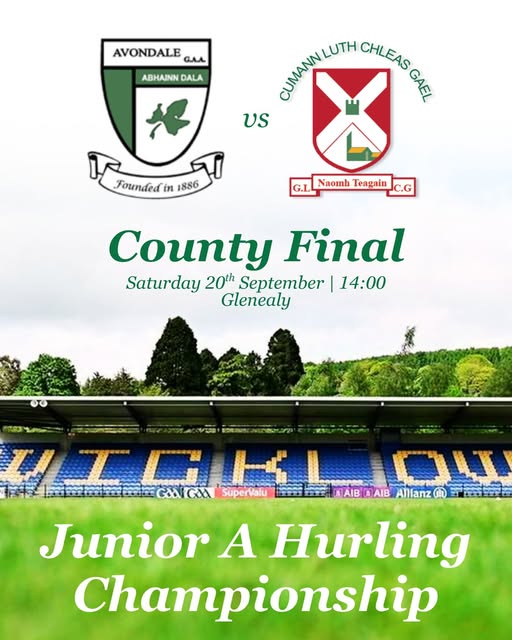 AVONDALE
G.A.A.
ABHAINN DALA
Founded in 1886
vs
CUMANN LUTH CHLEAS GAEL
G.L Naomh Teagain C.G
County Final
Saturday 20th September | 14:00
Glenealy
WICKLOW
GAA GAA SuperValu AIB AIB Allianz
Junior A Hurling
Championship